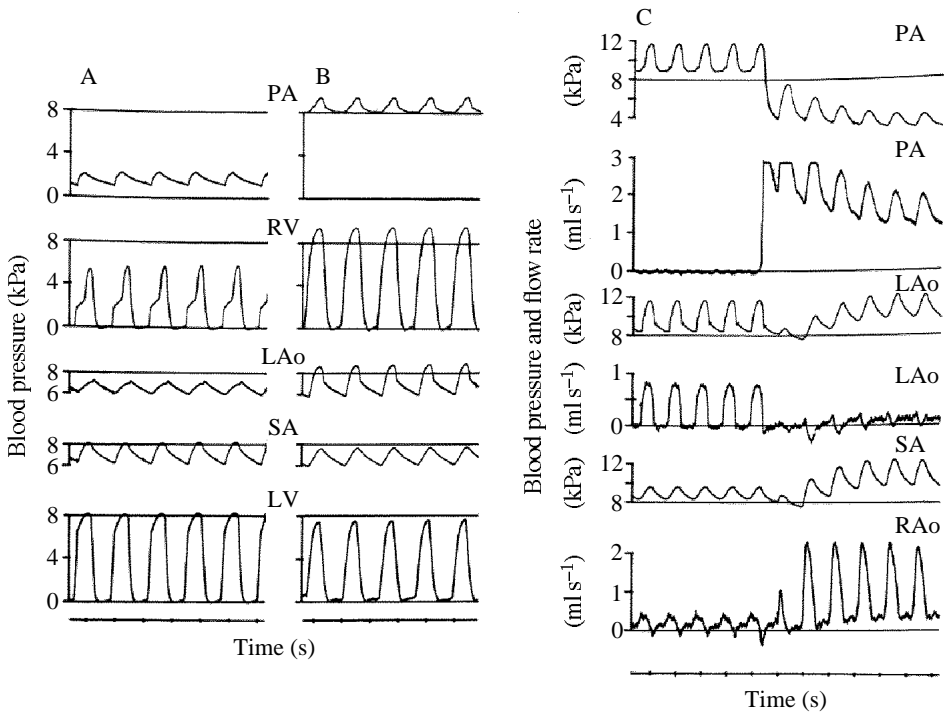 A
B
PA
8
4
0
RV
8
4
0
LAo
8
6
SA
8
6
LV
8
4
0
Blood pressure (kPa)
Time (s)
C
PA
12
8
4
(kPa)
PA
3
2
1
0
(ml s−1)
LAo
12
8
(kPa)
LAo
1
0
(ml s−1)
SA
12
8
(kPa)
RAo
2
1
0
(ml s−1)
Blood pressure and flow rate
Time (s)